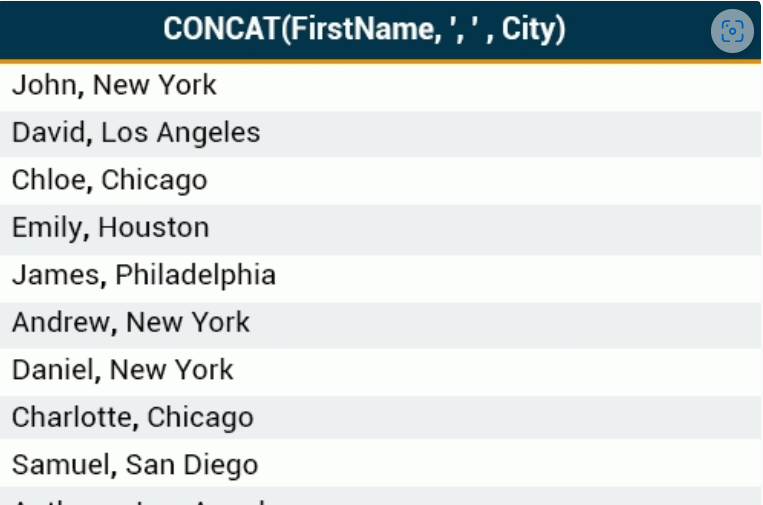 CONCAT(FirstName, ', ' , City)
John, New York
David, Los Angeles
Chloe, Chicago
Emily, Houston
James, Philadelphia
Andrew, New York
Daniel, New York
Charlotte, Chicago
Samuel, San Diego